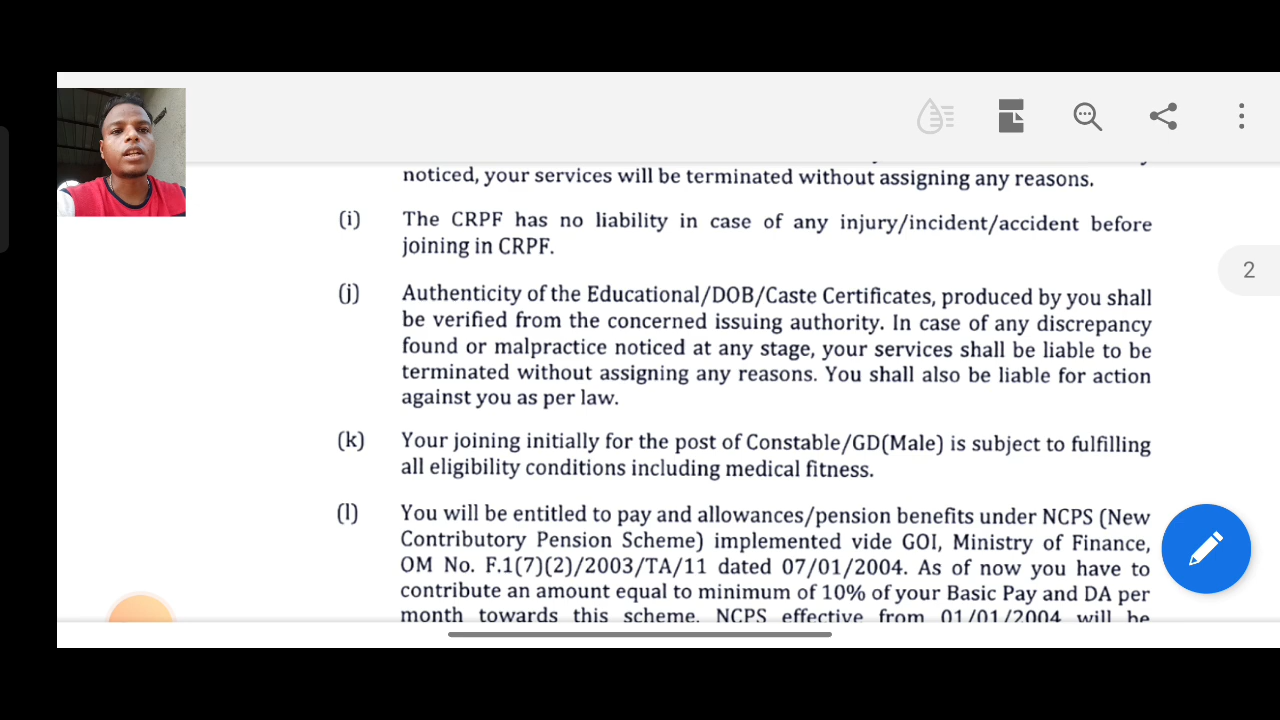 noticed, your services will be terminated without assigning any reasons.
(i) The CRPF has no liability in case of any injury/incident/accident before
joining in CRPF.
2
(j) Authenticity of the Educational/DOB/Caste Certificates, produced by you shall
be verified from the concerned issuing authority. In case of any discrepancy
found or malpractice noticed at any stage, your services shall be liable to be
terminated without assigning any reasons. You shall also be liable for action
against you as per law.
(k) Your joining initially for the post of Constable/GD(Male) is subject to fulfilling
all eligibility conditions including medical fitness.
(l) You will be entitled to pay and allowances/pension benefits under NCPS (New
Contributory Pension Scheme) implemented vide GOI, Ministry of Finance,
OM No. F.1(7)(2)/2003/TA/11 dated 07/01/2004. As of now you have to
contribute an amount equal to minimum of 10% of your Basic Pay and DA per
month towards this scheme. NCPS effective from 01/01/2004 will be